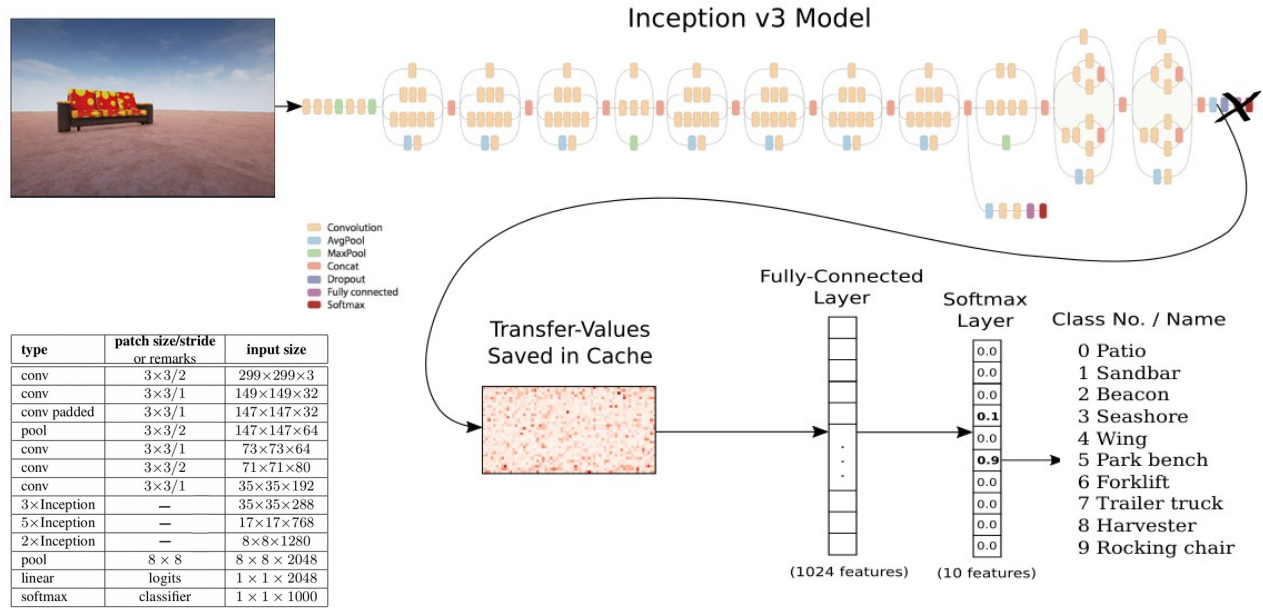 Inception v3 Model
Convolution
AvgPool
MaxPool
Concat
Dropout
Fully connected
Softmax
type patch size/stride or remarks input size
conv 3×3/2 299×299×3
conv 3×3/1 149×149×32
conv padded 3×3/1 147×147×32
pool 3×3/2 147×147×64
conv 3×3/1 73×73×64
conv 3×3/2 71×71×80
conv 3×3/1 35×35×192
3×Inception — 35×35×288
5×Inception — 17×17×768
2×Inception — 8×8×1280
pool 8 × 8 8 × 8 × 2048
linear logits 1 × 1 × 2048
softmax classifier 1 × 1 × 1000
Transfer-Values
Saved in Cache
Fully-Connected
Layer
(1024 features)
Softmax
Layer
0.0
0.0
0.0
0.1
0.0
0.9
0.0
0.0
0.0
0.0
(10 features)
Class No. / Name
0 Patio
1 Sandbar
2 Beacon
3 Seashore
4 Wing
5 Park bench
6 Forklift
7 Trailer truck
8 Harvester
9 Rocking chair